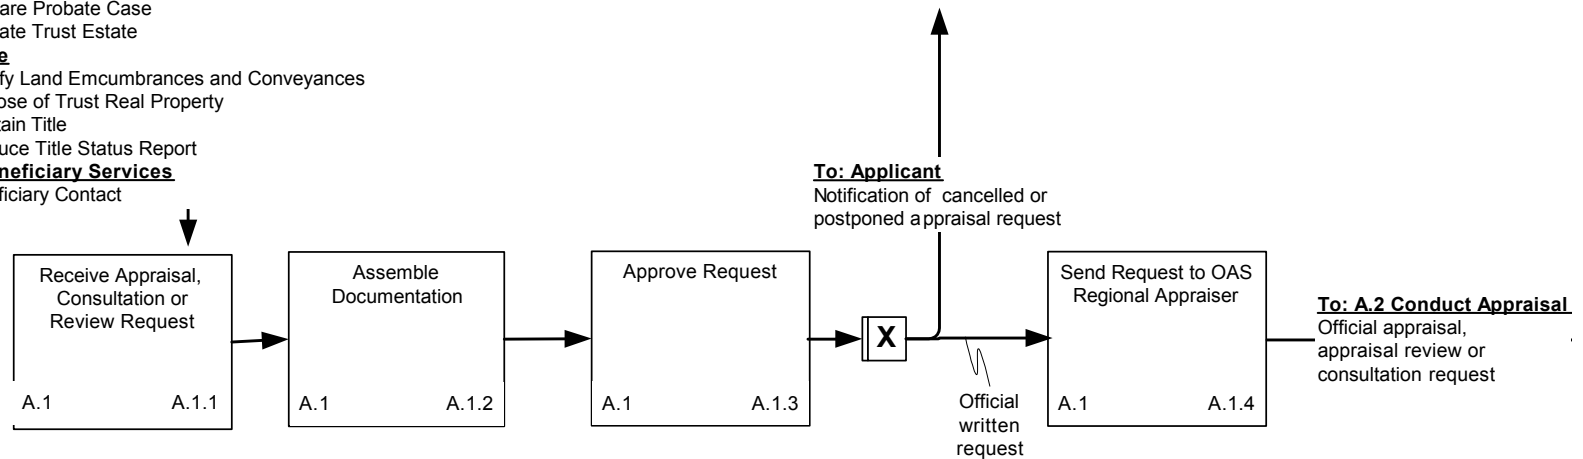 are Probate Case
ate Trust Estate
e
fy Land Emcumbrances and Conveyances
ose of Trust Real Property
tain Title
uce Title Status Report
neficiary Services
ficiary Contact
To: Applicant
Notification of cancelled or
postponed appraisal request
Receive Appraisal,
Consultation or
Review Request
A.1 A.1.1
Assemble
Documentation
A.1 A.1.2
Approve Request
A.1 A.1.3
X
Official
written
request
Send Request to OAS
Regional Appraiser
A.1 A.1.4
To: A.2 Conduct Appraisal
Official appraisal,
appraisal review or
consultation request